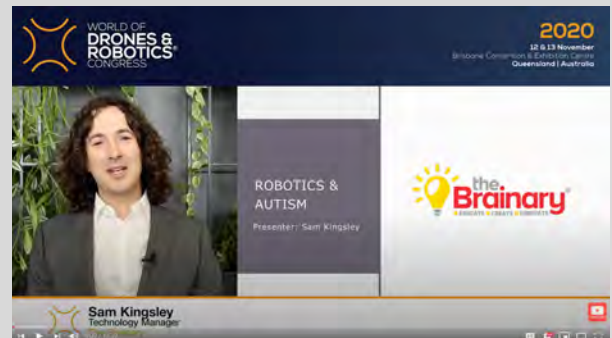 WORLD OF
DRONES &
ROBOTICS®
CONGRESS
2020
12 & 13 November
Brisbane Convention & Exhibition Centre
Queensland | Australia
ROBOTICS &
AUTISM
Presenter: Sam Kingsley
the
Brainary®
EDUCATE CREATE INNOVATE
Sam Kingsley
Technology Manager